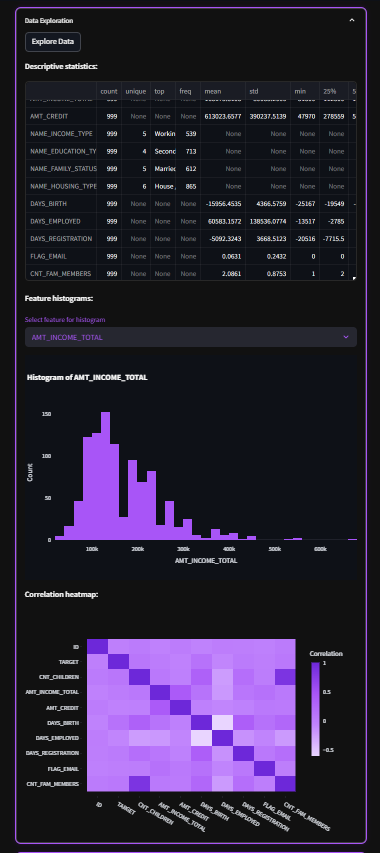 Data Exploration
Explore Data
Descriptive statistics:
count unique top freq mean std min 25% 5
AMT_CREDIT 999 None None None 613023.6577 390237.5139 47970 278559 5
NAME_INCOME_TYPE 999 5 Workin 539 None None None None
NAME_EDUCATION_TY 999 4 Second 713 None None None None
NAME_FAMILY_STATUS 999 5 Married 612 None None None None
NAME_HOUSING_TYPE 999 6 House / 865 None None None None
DAYS_BIRTH 999 None None None -15956.4535 4366.5759 -25167 -19549 -
DAYS_EMPLOYED 999 None None None 60583.1572 138536.0774 -13517 -2785
DAYS_REGISTRATION 999 None None None -5092.3243 3668.5123 -20516 -7715.5
FLAG_EMAIL 999 None None None 0.0631 0.2432 0 0
CNT_FAM_MEMBERS 999 None None None 2.0861 0.8753 1 2
Feature histograms:
Select feature for histogram
AMT_INCOME_TOTAL
Histogram of AMT_INCOME_TOTAL
150
100
50
0
Count
100k 200k 300k 400k 500k 600k
AMT_INCOME_TOTAL
Correlation heatmap:
ID
TARGET
CNT_CHILDREN
AMT_INCOME_TOTAL
AMT_CREDIT
DAYS_BIRTH
DAYS_EMPLOYED
DAYS_REGISTRATION
FLAG_EMAIL
CNT_FAM_MEMBERS
ID TARGET CNT_CHILDREN AMT_INCOME_TOTAL AMT_CREDIT DAYS_BIRTH DAYS_EMPLOYED DAYS_REGISTRATION FLAG_EMAIL CNT_FAM_MEMBERS
Correlation
1
0.5
0
−0.5